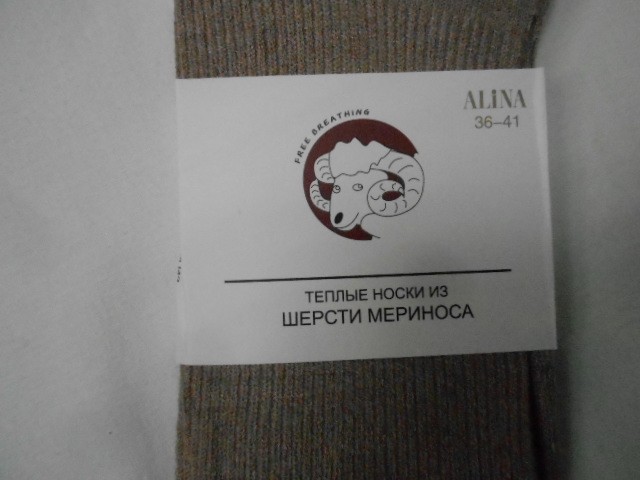 ALiNA
36–41
FREE BREATHING
ТЕПЛЫЕ НОСКИ ИЗ
ШЕРСТИ МЕРИНОСА